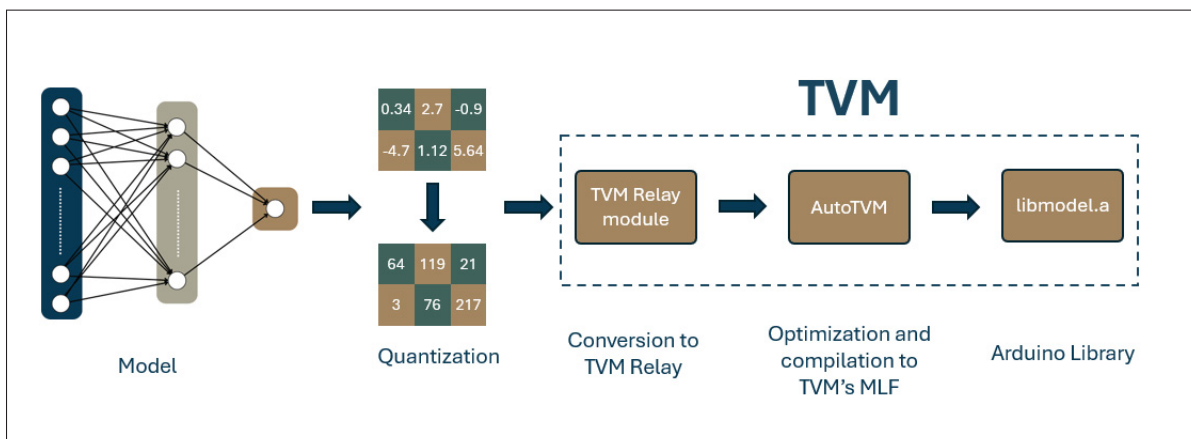 TVM
0.34 2.7 -0.9
-4.7 1.12 5.64
64 119 21
3 76 217
TVM Relay
module
AutoTVM
libmodel.a
Model
Quantization
Conversion to
TVM Relay
Optimization and
compilation to
TVM's MLF
Arduino Library